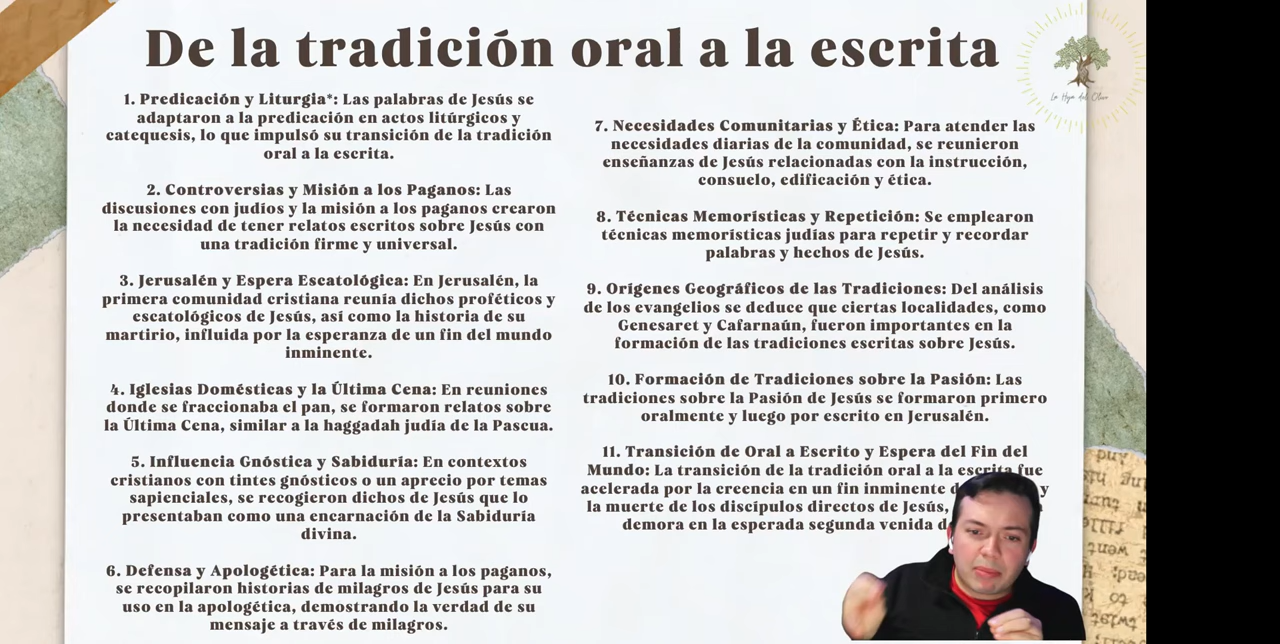 De la tradición oral a la escrita
1. Predicación y Liturgia*: Las palabras de Jesús se
adaptaron a la predicación en actos litúrgicos y
catequesis, lo que impulsó su transición de la tradición
oral a la escrita.
2. Controversias y Misión a los Paganos: Las
discusiones con judíos y la misión a los paganos crearon
la necesidad de tener relatos escritos sobre Jesús con
una tradición firme y universal.
3. Jerusalén y Espera Escatológica: En Jerusalén, la
primera comunidad cristiana reunía dichos proféticos y
escatológicos de Jesús, así como la historia de su
martirio, influida por la esperanza de un fin del mundo
inminente.
4. Iglesias Domésticas y la Última Cena: En reuniones
donde se fraccionaba el pan, se formaron relatos sobre
la Última Cena, similar a la haggadah judía de la Pascua.
5. Influencia Gnóstica y Sabiduría: En contextos
cristianos con tintes gnósticos o un aprecio por temas
sapienciales, se recogieron dichos de Jesús que lo
presentaban como una encarnación de la Sabiduría
divina.
6. Defensa y Apologética: Para la misión a los paganos,
se recopilaron historias de milagros de Jesús para su
uso en la apologética, demostrando la verdad de su
mensaje a través de milagros.
7. Necesidades Comunitarias y Ética: Para atender las
necesidades diarias de la comunidad, se reunieron
enseñanzas de Jesús relacionadas con la instrucción,
consuelo, edificación y ética.
8. Técnicas Memorísticas y Repetición: Se emplearon
técnicas memorísticas judías para repetir y recordar
palabras y hechos de Jesús.
9. Orígenes Geográficos de las Tradiciones: Del análisis
de los evangelios se deduce que ciertas localidades, como
Genesaret y Cafarnaún, fueron importantes en la
formación de las tradiciones escritas sobre Jesús.
10. Formación de Tradiciones sobre la Pasión: Las
tradiciones sobre la Pasión de Jesús se formaron primero
oralmente y luego por escrito en Jerusalén.
11. Transición de Oral a Escrito y Espera del Fin del
Mundo: La transición de la tradición oral a la escrita fue
acelerada por la creencia en un fin inminente y
la muerte de los discípulos directos de Jesús,
demora en la esperada segunda venida
La Hoja del Olivo